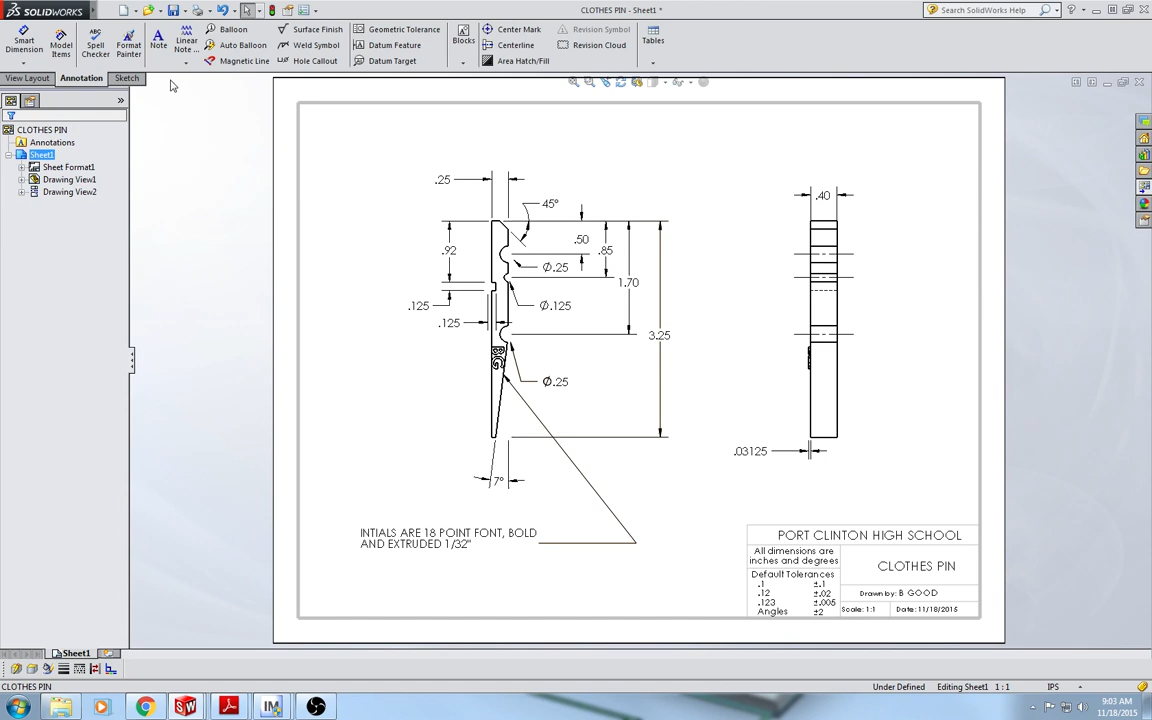 SOLIDWORKS
CLOTHES PIN - Sheet1 *
Search SolidWorks Help
Smart Dimension
Model Items
Spell Checker
Format Painter
Note
Linear Note ...
Balloon
Auto Balloon
Magnetic Line
Surface Finish
Weld Symbol
Hole Callout
Geometric Tolerance
Datum Feature
Datum Target
Blocks
Center Mark
Centerline
Area Hatch/Fill
Revision Symbol
Revision Cloud
Tables
View Layout
Annotation
Sketch
CLOTHES PIN
Annotations
Sheet1
Sheet Format1
Drawing View1
Drawing View2
.25
45°
.92
.50
.85
Ø.25
1.70
.125
Ø.125
.125
3.25
Ø.25
7°
.40
.03125
INTIALS ARE 18 POINT FONT, BOLD
AND EXTRUDED 1/32"
PORT CLINTON HIGH SCHOOL
All dimensions are
inches and degrees
CLOTHES PIN
Default Tolerances
.1 ±.1
.12 ±.02
.123 ±.005
Angles ±2
Drawn by: B GOOD
Scale: 1:1
Date: 11/18/2015
Sheet1
CLOTHES PIN
Under Defined
Editing Sheet1
1 : 1
IPS
9:03 AM
11/18/2015